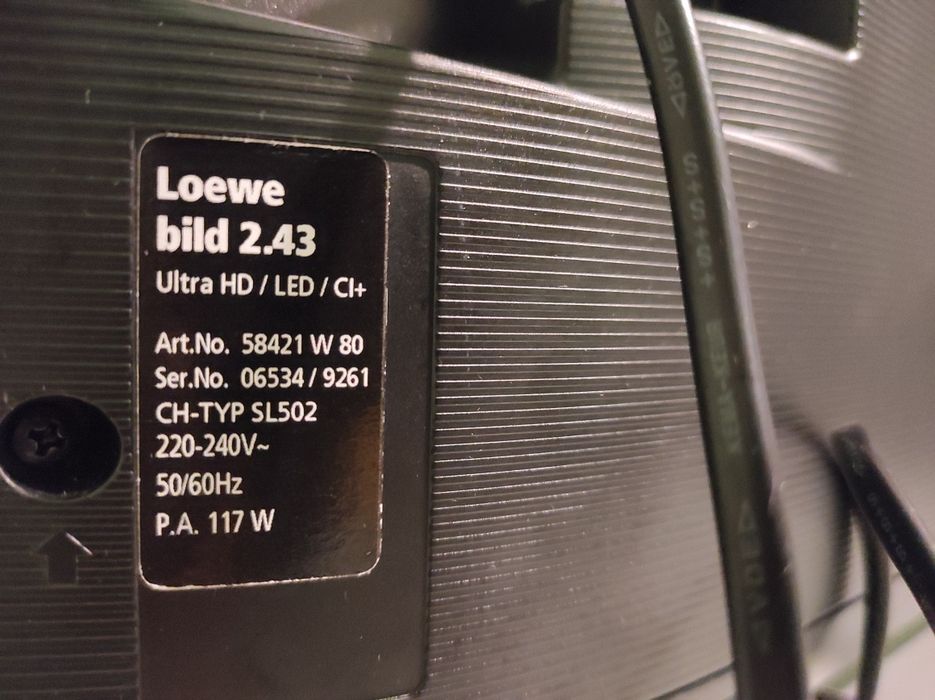 Loewe
bild 2.43
Ultra HD / LED / CI+
Art.No. 58421 W 80
Ser.No. 06534 / 9261
CH-TYP SL502
220-240V~
50/60Hz
P.A. 117 W
S+S+S+